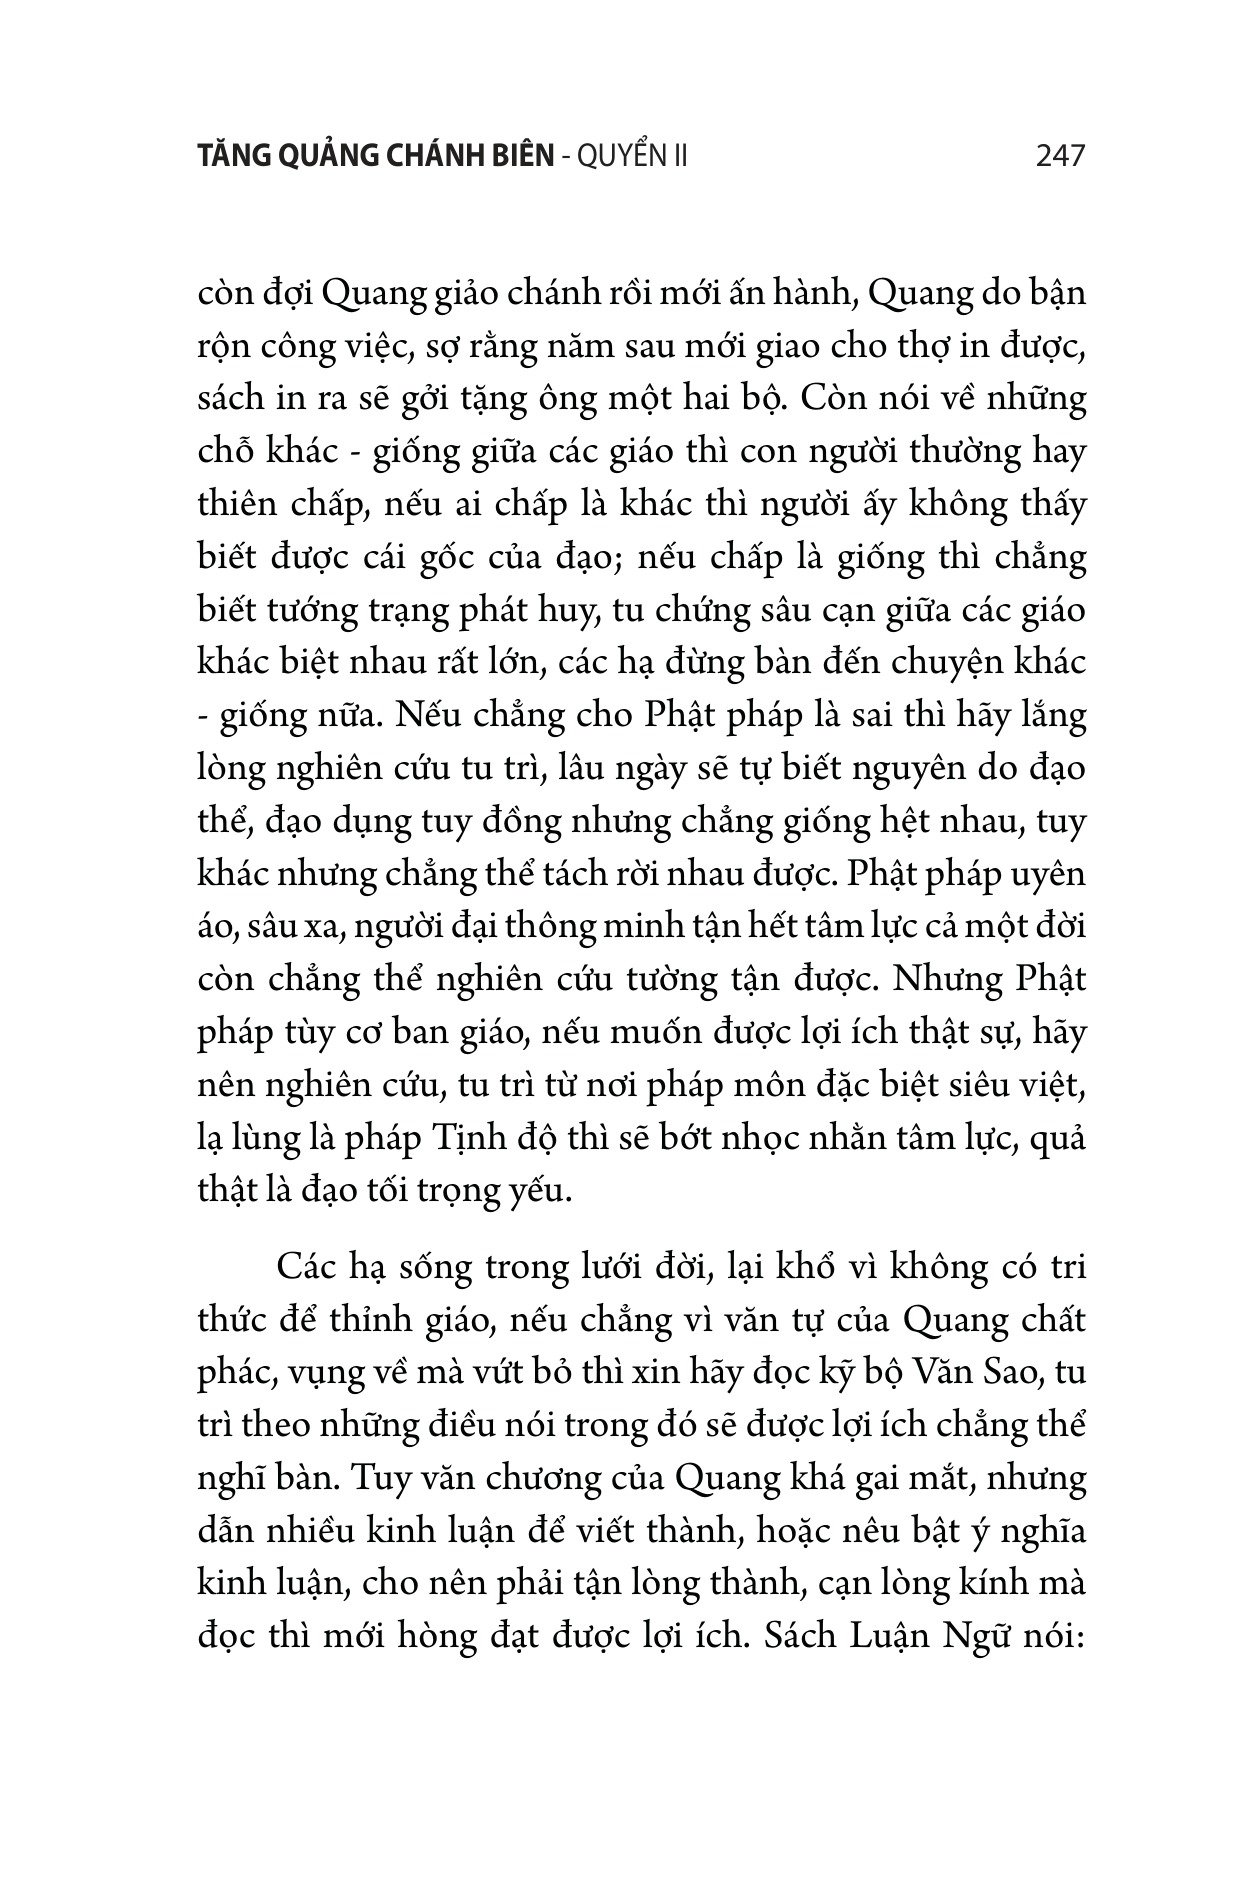 TĂNG QUẢNG CHÁNH BIÊN - QUYỂN II 247
còn đợi Quang giảo chánh rồi mới ấn hành, Quang do bận
rộn công việc, sợ rằng năm sau mới giao cho thợ in được,
sách in ra sẽ gởi tặng ông một hai bộ. Còn nói về những
chỗ khác - giống giữa các giáo thì con người thường hay
thiên chấp, nếu ai chấp là khác thì người ấy không thấy
biết được cái gốc của đạo; nếu chấp là giống thì chẳng
biết tướng trạng phát huy, tu chứng sâu cạn giữa các giáo
khác biệt nhau rất lớn, các hạ đừng bàn đến chuyện khác
- giống nữa. Nếu chẳng cho Phật pháp là sai thì hãy lắng
lòng nghiên cứu tu trì, lâu ngày sẽ tự biết nguyên do đạo
thể, đạo dụng tuy đồng nhưng chẳng giống hệt nhau, tuy
khác nhưng chẳng thể tách rời nhau được. Phật pháp uyên
áo, sâu xa, người đại thông minh tận hết tâm lực cả một đời
còn chẳng thể nghiên cứu tường tận được. Nhưng Phật
pháp tùy cơ ban giáo, nếu muốn được lợi ích thật sự, hãy
nên nghiên cứu, tu trì từ nơi pháp môn đặc biệt siêu việt,
lạ lùng là pháp Tịnh độ thì sẽ bớt nhọc nhằn tâm lực, quả
thật là đạo tối trọng yếu.
Các hạ sống trong lưới đời, lại khổ vì không có tri
thức để thỉnh giáo, nếu chẳng vì văn tự của Quang chất
phác, vụng về mà vứt bỏ thì xin hãy đọc kỹ bộ Văn Sao, tu
trì theo những điều nói trong đó sẽ được lợi ích chẳng thể
nghĩ bàn. Tuy văn chương của Quang khá gai mắt, nhưng
dẫn nhiều kinh luận để viết thành, hoặc nêu bật ý nghĩa
kinh luận, cho nên phải tận lòng thành, cạn lòng kính mà
đọc thì mới hòng đạt được lợi ích. Sách Luận Ngữ nói: